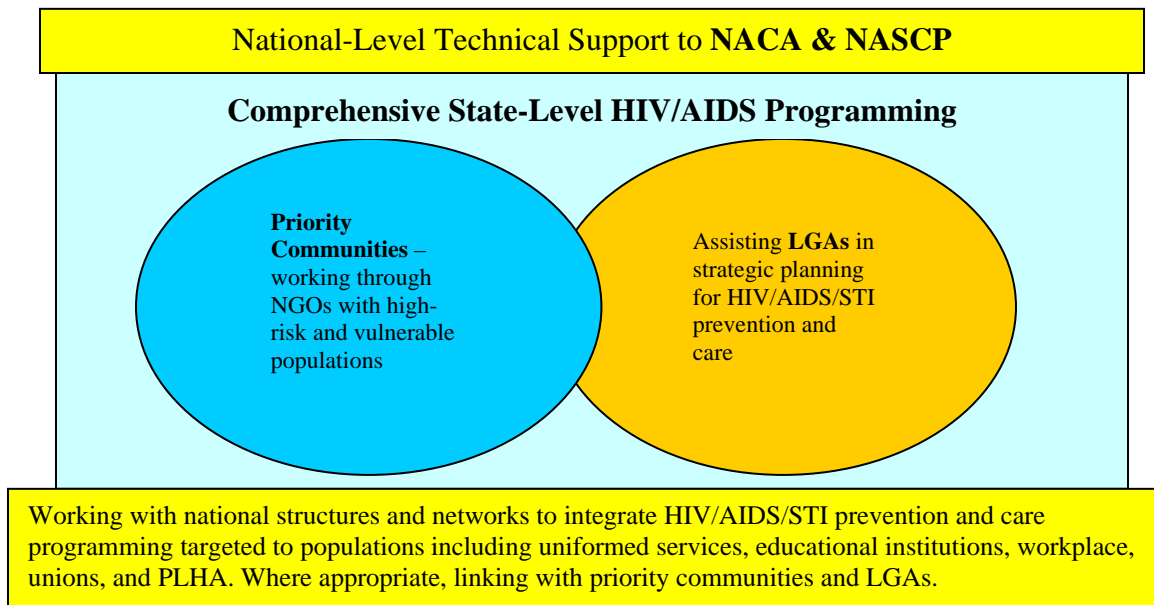 National-Level Technical Support to NACA & NASCP
Comprehensive State-Level HIV/AIDS Programming
Priority
Communities –
working through
NGOs with high-
risk and vulnerable
populations
Assisting LGAs in
strategic planning
for HIV/AIDS/STI
prevention and
care
Working with national structures and networks to integrate HIV/AIDS/STI prevention and care
programming targeted to populations including uniformed services, educational institutions, workplace,
unions, and PLHA. Where appropriate, linking with priority communities and LGAs.